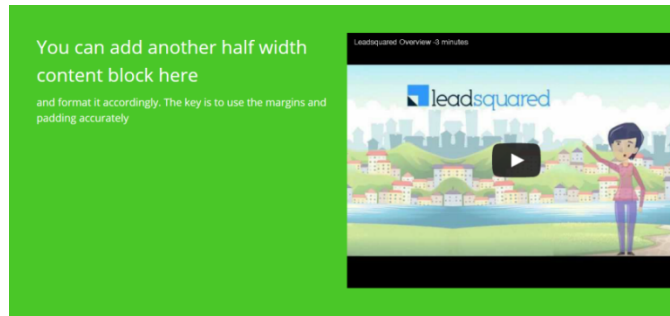 You can add another half width
content block here
and format it accordingly. The key is to use the margins and
padding accurately
Leadsquared Overview -3 minutes
leadsquared